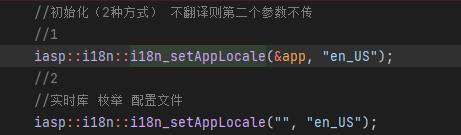 //初始化（2种方式） 不翻译则第二个参数不传
//1
iasp::i18n::i18n_setAppLocale(&app, "en_US");
//2
//实时库 枚举 配置文件
iasp::i18n::i18n_setAppLocale("", "en_US");